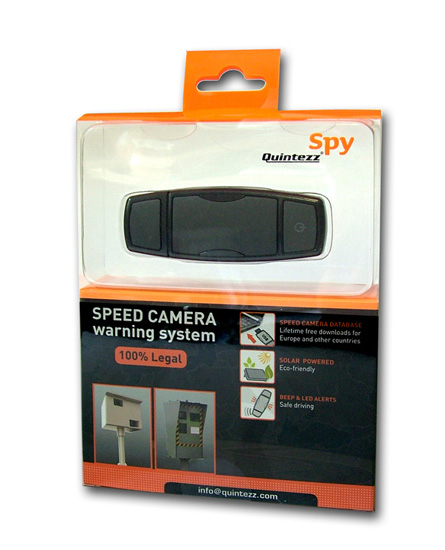 Spy
Quintezz
SPEED CAMERA
warning system
100% Legal
SPEED CAMERA DATABASE
Lifetime free downloads for
Europe and other countries
SOLAR POWERED
Eco-friendly
BEEP & LED ALERTS
Safe driving
info@quintezz.com